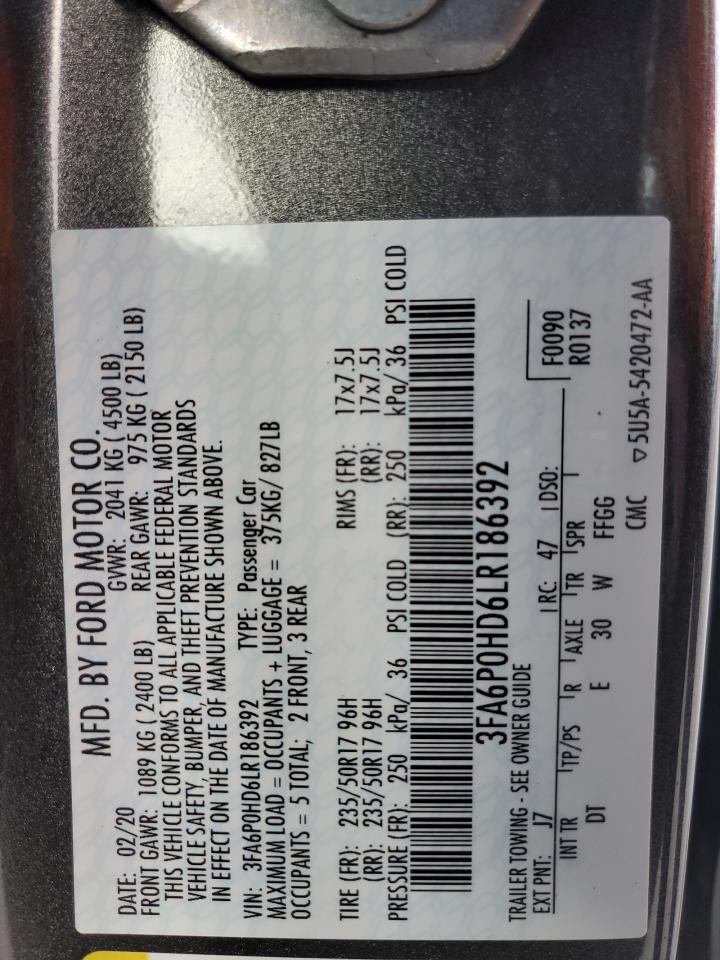 MFD. BY FORD MOTOR CO.
DATE: 02/20 GVWR: 2041 KG ( 4500 LB)
FRONT GAWR: 1089 KG ( 2400 LB) REAR GAWR: 975 KG ( 2150 LB)
THIS VEHICLE CONFORMS TO ALL APPLICABLE FEDERAL MOTOR
VEHICLE SAFETY, BUMPER, AND THEFT PREVENTION STANDARDS
IN EFFECT ON THE DATE OF MANUFACTURE SHOWN ABOVE.
VIN: 3FA6P0HD6LR186392 TYPE: Passenger Car
MAXIMUM LOAD = OCCUPANTS + LUGGAGE = 375KG/ 827LB
OCCUPANTS = 5 TOTAL; 2 FRONT, 3 REAR
TIRE (FR): 235/50R17 96H RIMS (FR): 17x7.5J
(RR): 235/50R17 96H (RR): 17x7.5J
PRESSURE (FR): 250 kPa/ 36 PSI COLD (RR): 250 kPa/ 36 PSI COLD
3FA6P0HD6LR186392
TRAILER TOWING - SEE OWNER GUIDE
EXT PNT: J7 RC: 47 DSO: F0090
INT TR TP/PS R AXLE TR SPR R0137
DT E 30 W FFGG
CMC ▽5U5A-5420472-AA